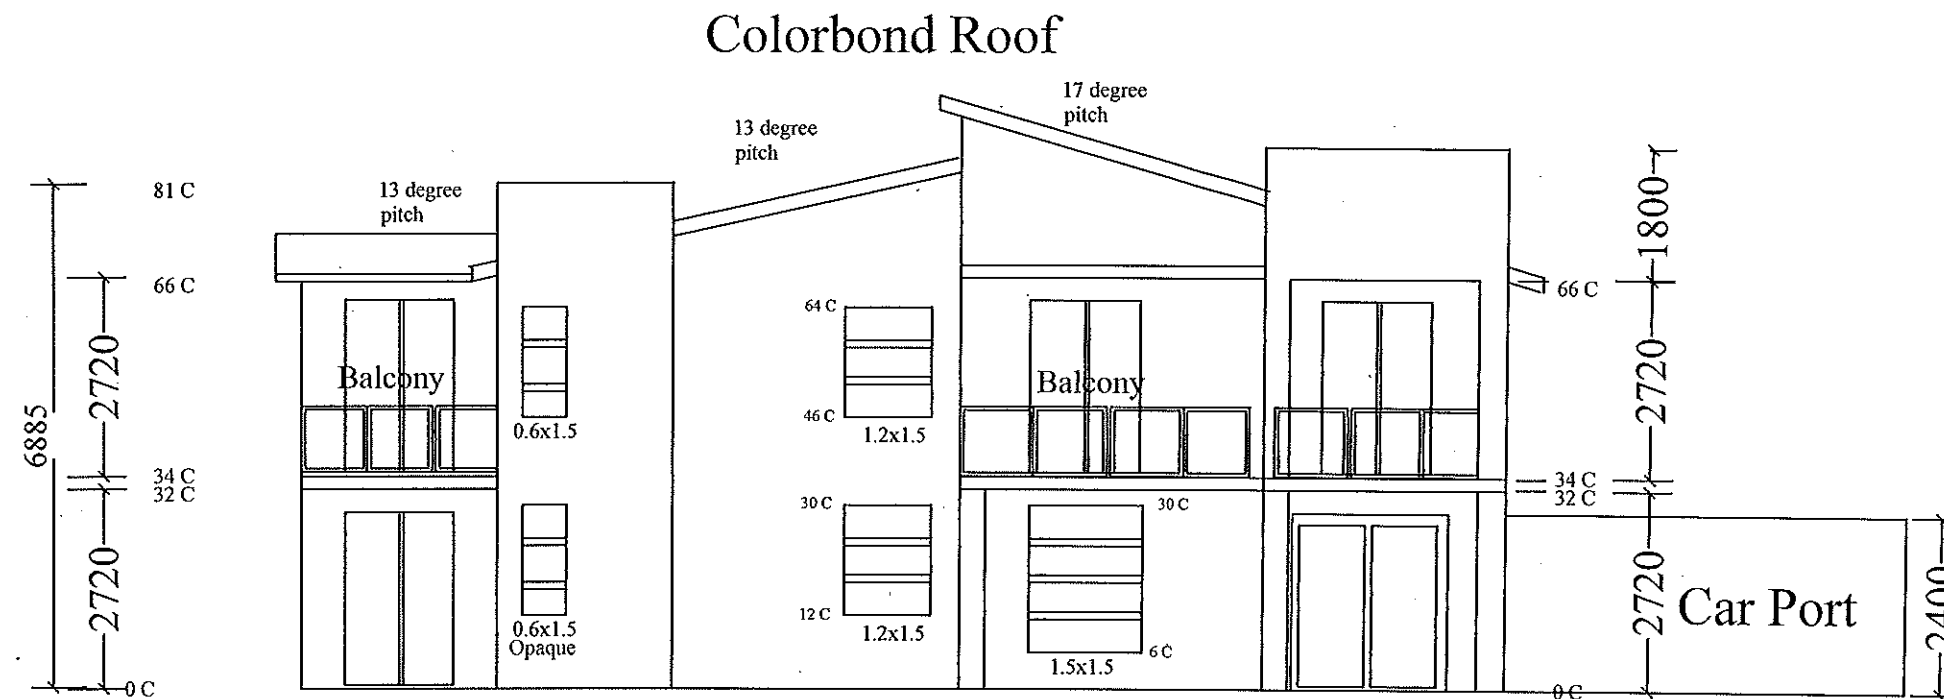 Colorbond Roof
17 degree
pitch
13 degree
pitch
13 degree
pitch
81 C
66 C
6885
2720
34 C
32 C
2720
0 C
Balcony
0.6x1.5
0.6x1.5
Opaque
64 C
46 C
1.2x1.5
30 C
12 C
1.2x1.5
Balcony
30 C
6 C
1.5x1.5
1800
66 C
2720
34 C
32 C
2720
0 C
Car Port
2400